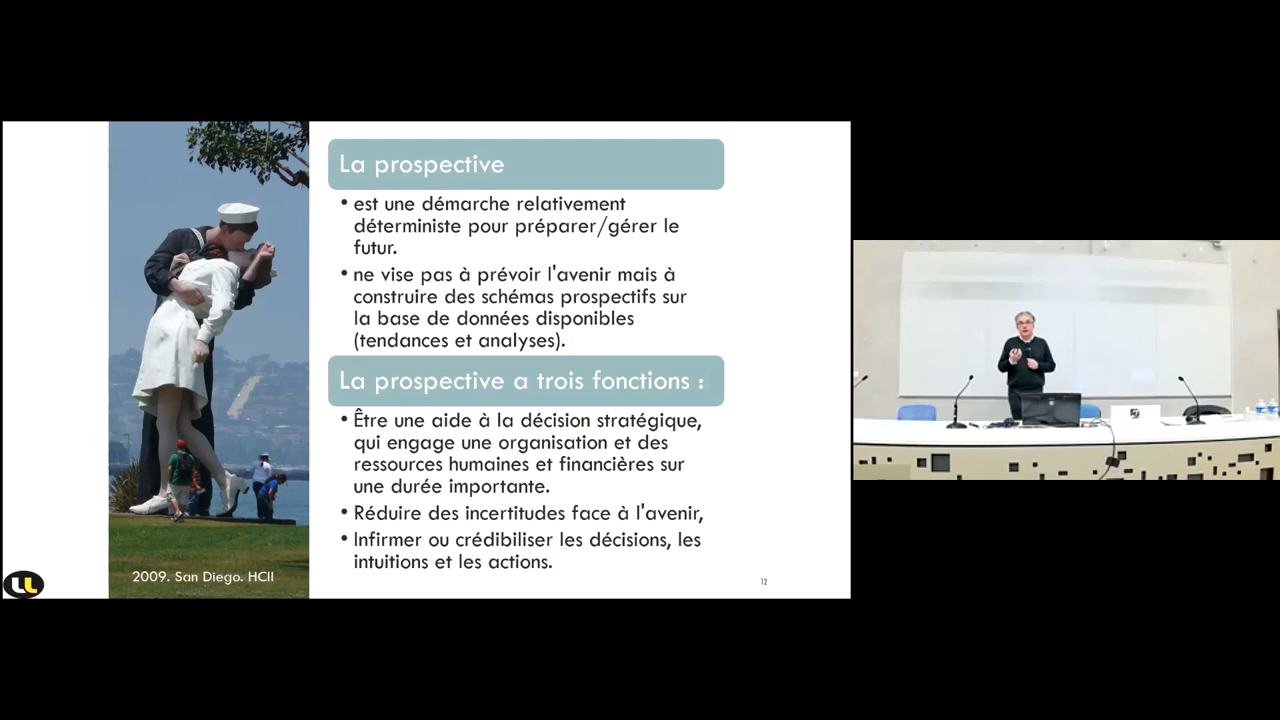 La prospective
• est une démarche relativement
déterministe pour préparer/gérer le
futur.
• ne vise pas à prévoir l'avenir mais à
construire des schémas prospectifs sur
la base de données disponibles
(tendances et analyses).
La prospective a trois fonctions :
• Être une aide à la décision stratégique,
qui engage une organisation et des
ressources humaines et financières sur
une durée importante.
• Réduire des incertitudes face à l'avenir,
• Infirmer ou crédibiliser les décisions, les
intuitions et les actions.
2009. San Diego. HCII
12